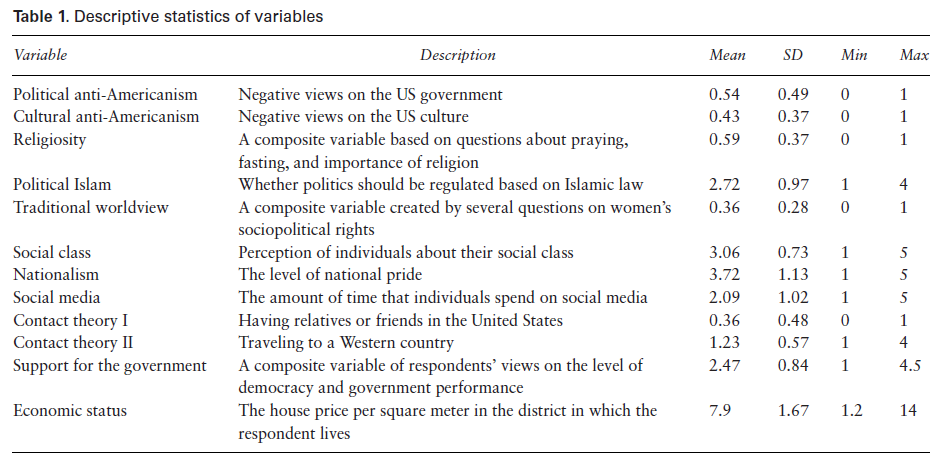 Table 1. Descriptive statistics of variables
Variable Description Mean SD Min Max
Political anti-Americanism Negative views on the US government 0.54 0.49 0 1
Cultural anti-Americanism Negative views on the US culture 0.43 0.37 0 1
Religiosity A composite variable based on questions about praying, 0.59 0.37 0 1
fasting, and importance of religion
Political Islam Whether politics should be regulated based on Islamic law 2.72 0.97 1 4
Traditional worldview A composite variable created by several questions on women's 0.36 0.28 0 1
sociopolitical rights
Social class Perception of individuals about their social class 3.06 0.73 1 5
Nationalism The level of national pride 3.72 1.13 1 5
Social media The amount of time that individuals spend on social media 2.09 1.02 1 5
Contact theory I Having relatives or friends in the United States 0.36 0.48 0 1
Contact theory II Traveling to a Western country 1.23 0.57 1 4
Support for the government A composite variable of respondents' views on the level of 2.47 0.84 1 4.5
democracy and government performance
Economic status The house price per square meter in the district in which the 7.9 1.67 1.2 14
respondent lives